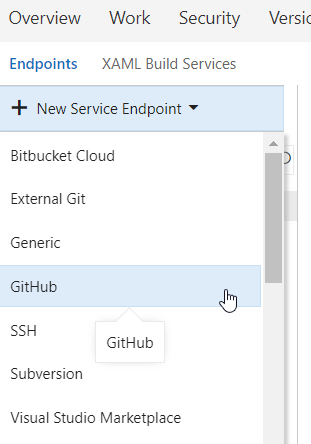 Overview Work Security Versi
Endpoints XAML Build Services
+ New Service Endpoint
Bitbucket Cloud
External Git
Generic
GitHub
SSH
GitHub
Subversion
Visual Studio Marketplace